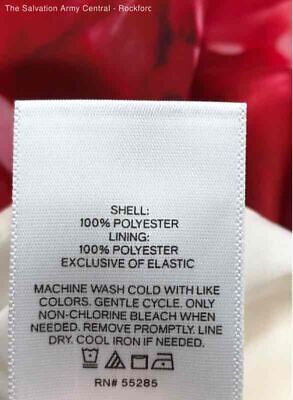 The Salvation Army Central - Rockforc
SHELL:
100% POLYESTER
LINING:
100% POLYESTER
EXCLUSIVE OF ELASTIC
MACHINE WASH COLD WITH LIKE
COLORS. GENTLE CYCLE. ONLY
NON-CHLORINE BLEACH WHEN
NEEDED. REMOVE PROMPTLY. LINE
DRY. COOL IRON IF NEEDED.
RN# 55285